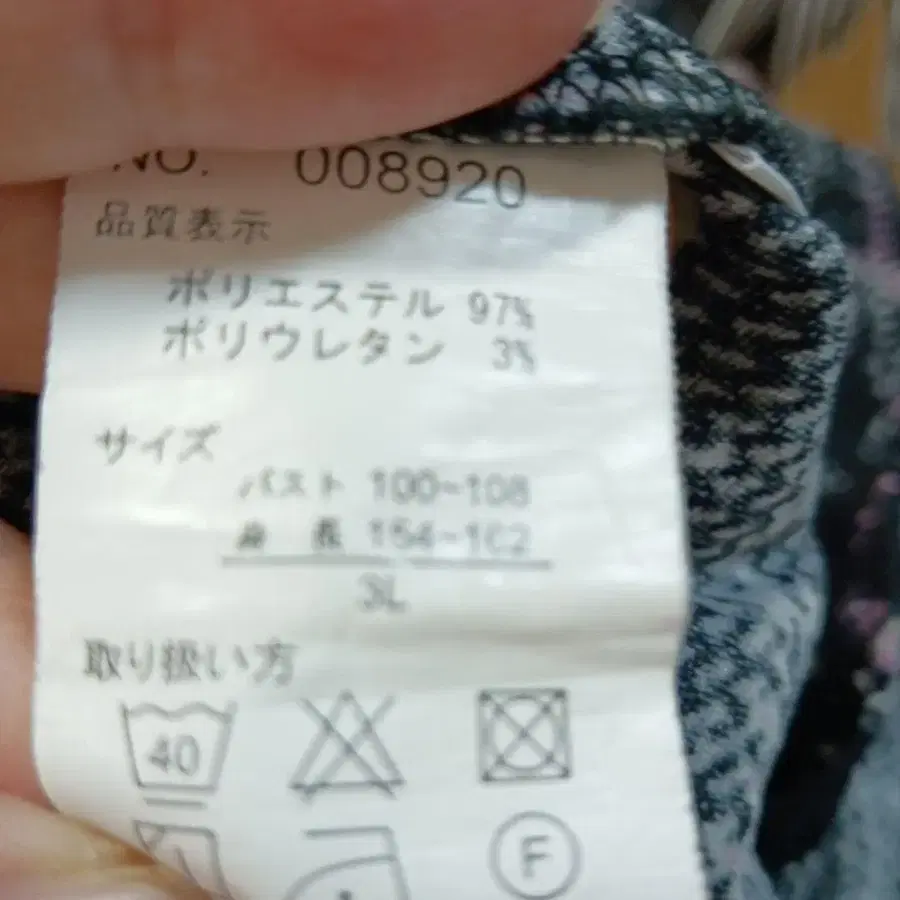 NO. 008920
品質表示
ポリエステル 97%
ポリウレタン 3%
サイズ
バスト 100~108
身長 154~162
3L
取り扱い方
40
F